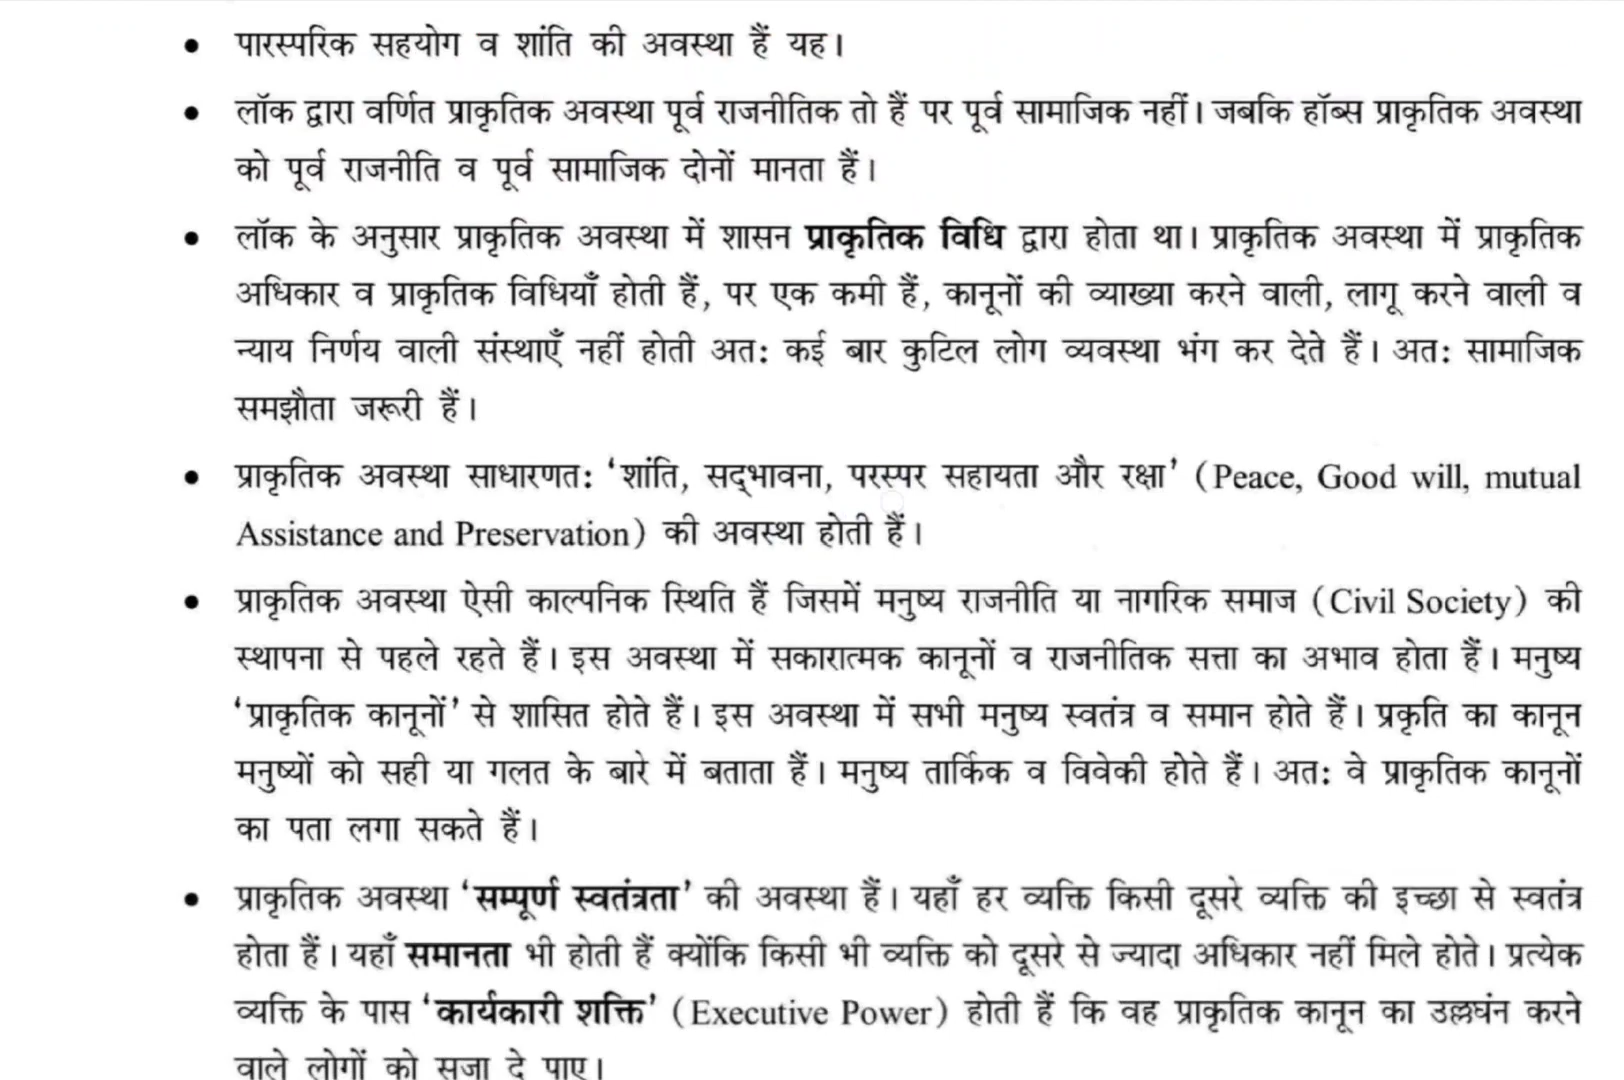 • पारस्परिक सहयोग व शांति की अवस्था हैं यह।
• लॉक द्वारा वर्णित प्राकृतिक अवस्था पूर्व राजनीतिक तो हैं पर पूर्व सामाजिक नहीं। जबकि हॉब्स प्राकृतिक अवस्था
को पूर्व राजनीति व पूर्व सामाजिक दोनों मानता हैं।
• लॉक के अनुसार प्राकृतिक अवस्था में शासन प्राकृतिक विधि द्वारा होता था। प्राकृतिक अवस्था में प्राकृतिक
अधिकार व प्राकृतिक विधियाँ होती हैं, पर एक कमी हैं, कानूनों की व्याख्या करने वाली, लागू करने वाली व
न्याय निर्णय वाली संस्थाएँ नहीं होती अतः कई बार कुटिल लोग व्यवस्था भंग कर देते हैं। अतः सामाजिक
समझौता जरूरी हैं।
• प्राकृतिक अवस्था साधारणतः ‘शांति, सद्‌भावना, परस्पर सहायता और रक्षा’ (Peace, Good will, mutual
Assistance and Preservation) की अवस्था होती हैं।
• प्राकृतिक अवस्था ऐसी काल्पनिक स्थिति हैं जिसमें मनुष्य राजनीति या नागरिक समाज (Civil Society) की
स्थापना से पहले रहते हैं। इस अवस्था में सकारात्मक कानूनों व राजनीतिक सत्ता का अभाव होता हैं। मनुष्य
‘प्राकृतिक कानूनों’ से शासित होते हैं। इस अवस्था में सभी मनुष्य स्वतंत्र व समान होते हैं। प्रकृति का कानून
मनुष्यों को सही या गलत के बारे में बताता हैं। मनुष्य तार्किक व विवेकी होते हैं। अतः वे प्राकृतिक कानूनों
का पता लगा सकते हैं।
• प्राकृतिक अवस्था ‘सम्पूर्ण स्वतंत्रता’ की अवस्था हैं। यहाँ हर व्यक्ति किसी दूसरे व्यक्ति की इच्छा से स्वतंत्र
होता हैं। यहाँ समानता भी होती हैं क्योंकि किसी भी व्यक्ति को दूसरे से ज्यादा अधिकार नहीं मिले होते। प्रत्येक
व्यक्ति के पास ‘कार्यकारी शक्ति’ (Executive Power) होती हैं कि वह प्राकृतिक कानून का उल्लघंन करने
वाले लोगों को सजा दे पाए।